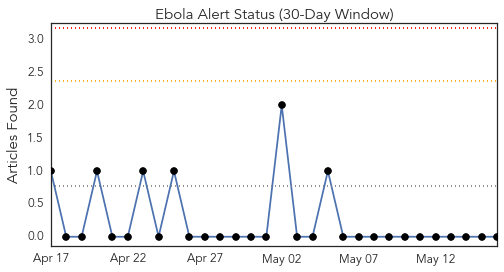 Ebola Alert Status (30-Day Window)
Articles Found
3.0
2.5
2.0
1.5
1.0
0.5
0.0
Apr 17 Apr 22 Apr 27 May 02 May 07 May 12